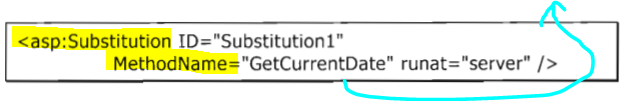 <asp:Substitution ID="Substitution1"
MethodName="GetCurrentDate" runat="server" />